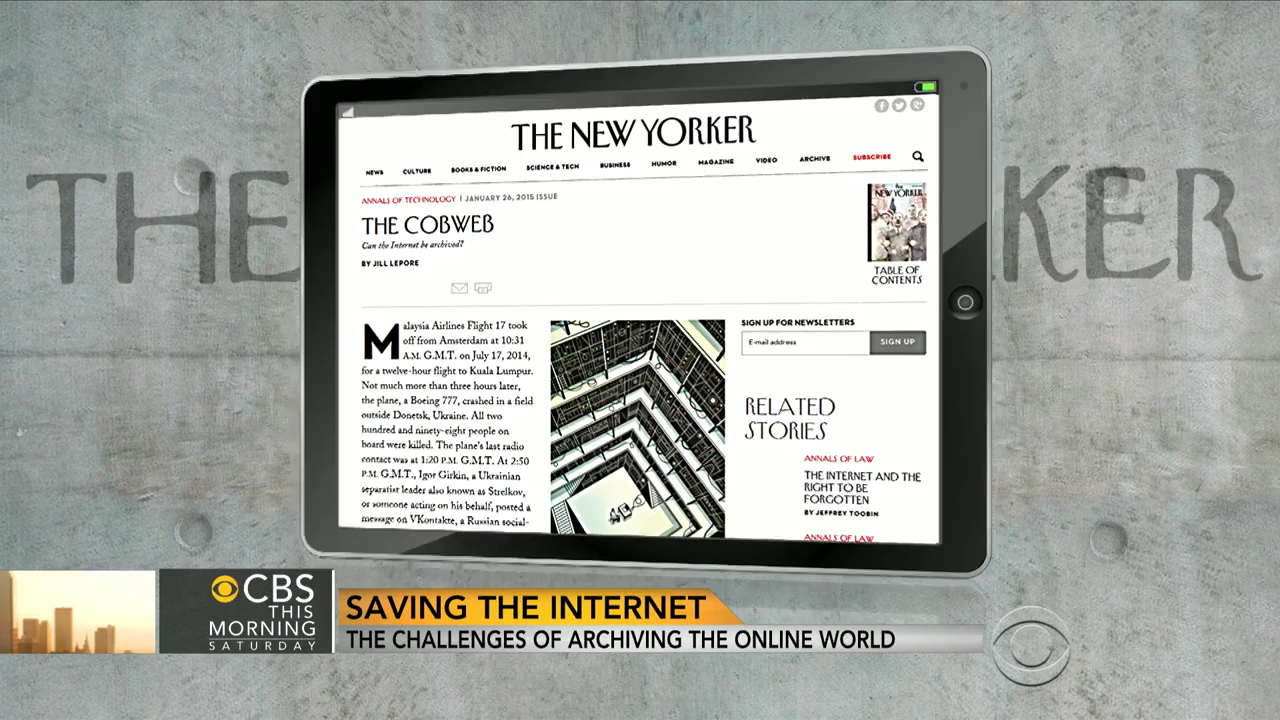 THE
KER
THE NEW YORKER
NEWS CULTURE BOOKS & FICTION SCIENCE & TECH BUSINESS HUMOR MAGAZINE VIDEO ARCHIVE SUBSCRIBE
ANNALS OF TECHNOLOGY | JANUARY 26, 2015 ISSUE
THE COBWEB
Can the Internet be archived?
BY JILL LEPORE
THE NEW YORKER
TABLE OF
CONTENTS
Malaysia Airlines Flight 17 took
off from Amsterdam at 10:31
A.M. G.M.T. on July 17, 2014,
for a twelve-hour flight to Kuala Lumpur.
Not much more than three hours later,
the plane, a Boeing 777, crashed in a field
outside Donetsk, Ukraine. All two
hundred and ninety-eight people on
board were killed. The plane's last radio
contact was at 1:20 P.M. G.M.T. At 2:50
P.M. G.M.T., Igor Girkin, a Ukrainian
separatist leader also known as Strelkov,
or someone acting on his behalf, posted a
message on VKontakte, a Russian social-
SIGN UP FOR NEWSLETTERS
E-mail address SIGN UP
RELATED
STORIES
ANNALS OF LAW
THE INTERNET AND THE
RIGHT TO BE
FORGOTTEN
BY JEFFREY TOOBIN
ANNALS OF LAW
CBS
THIS
MORNING
SATURDAY
SAVING THE INTERNET
THE CHALLENGES OF ARCHIVING THE ONLINE WORLD